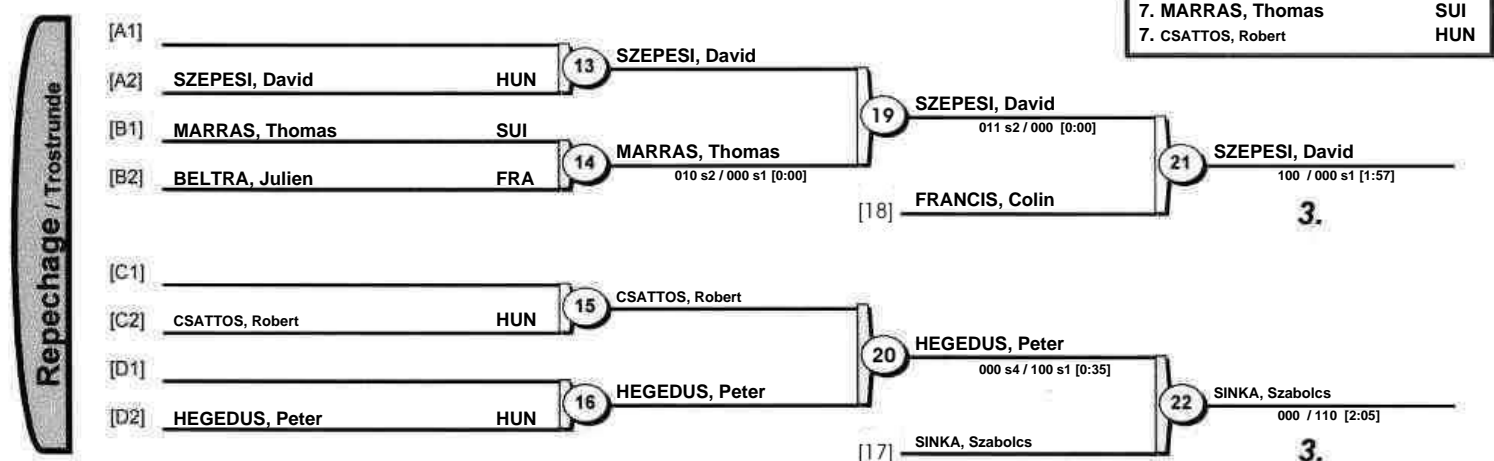 7. MARRAS, Thomas SUI
7. CSATTOS, Robert HUN
Repechage / Trostrunde
[A1]
[A2] SZEPESI, David HUN
13
SZEPESI, David
[B1] MARRAS, Thomas SUI
[B2] BELTRA, Julien FRA
14
MARRAS, Thomas
010 s2 / 000 s1 [0:00]
19
SZEPESI, David
011 s2 / 000 [0:00]
[18] FRANCIS, Colin
21
SZEPESI, David
100 / 000 s1 [1:57]
3.
[C1]
[C2] CSATTOS, Robert HUN
15
CSATTOS, Robert
[D1]
[D2] HEGEDUS, Peter HUN
16
HEGEDUS, Peter
20
HEGEDUS, Peter
000 s4 / 100 s1 [0:35]
[17] SINKA, Szabolcs
22
SINKA, Szabolcs
000 / 110 [2:05]
3.